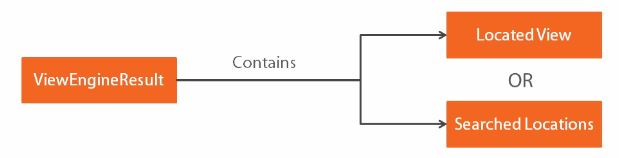 ViewEngineResult
Contains
Located View
OR
Searched Locations